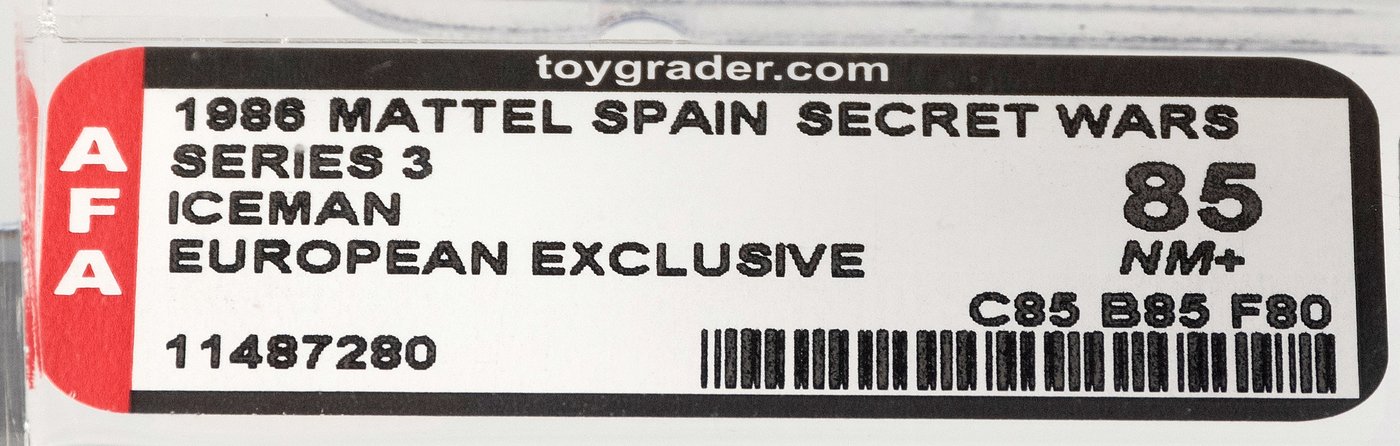 AFA
toygrader.com
1986 MATTEL SPAIN SECRET WARS
SERIES 3
ICEMAN
EUROPEAN EXCLUSIVE
85
NM+
C85 B85 F80
11487280